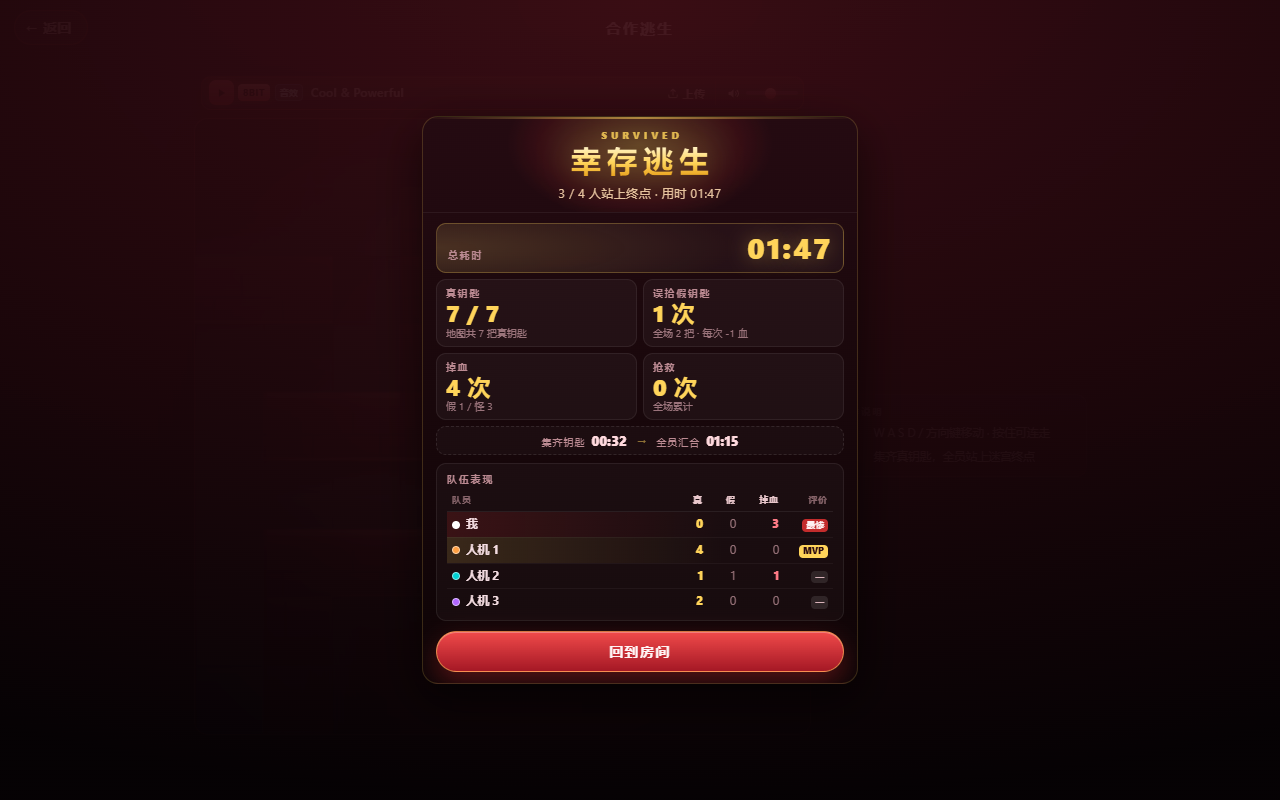 ← 返回
合作逃生
Cool & Powerful
上传
SURVIVED
幸存逃生
3 / 4 人站上终点 · 用时 01:47
总耗时
01:47
真钥匙
7 / 7
地图共 7 把真钥匙
误拾假钥匙
1 次
全场 2 把 · 每次 -1 血
掉血
4 次
假 1 / 怪 3
抢救
0 次
全场累计
集齐钥匙 00:32 → 全员汇合 01:15
队伍表现
队员 真 假 掉血 评价
我 0 0 3 最惨
人机 1 4 0 0 MVP
人机 2 1 1 1 —
人机 3 2 0 0 —
回到房间